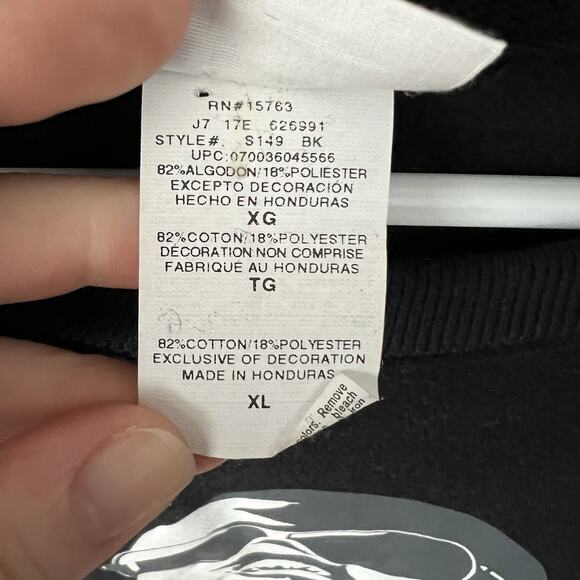 RN#15763
J7 17E 626991
STYLE#. S149 BK
UPC:070036045566
82%ALGODON/18%POLIESTER
EXCEPTO DECORACIÓN
HECHO EN HONDURAS
XG
82%COTON/18%POLYESTER
DÉCORATION NON COMPRISE
FABRIQUÉ AU HONDURAS
TG
82%COTTON/18%POLYESTER
EXCLUSIVE OF DECORATION
MADE IN HONDURAS
XL
Remove
bleach
iron